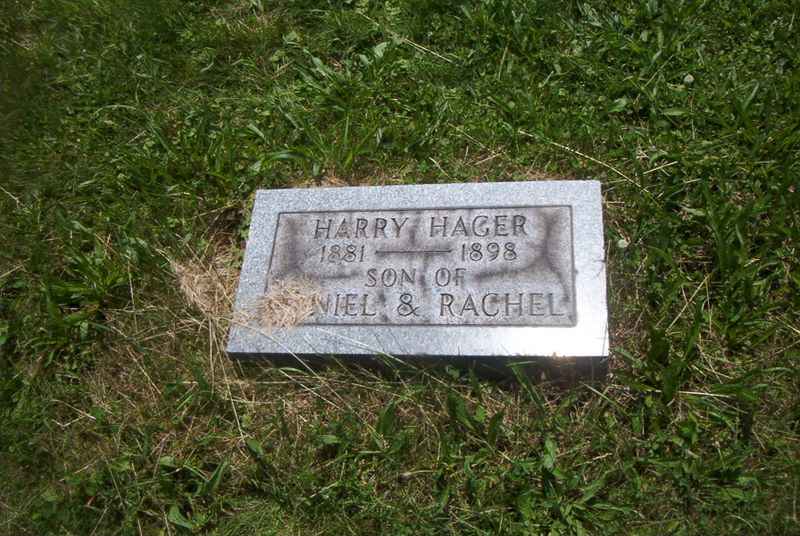 HARRY HAGER
1881 — 1898
SON OF
NIEL & RACHEL